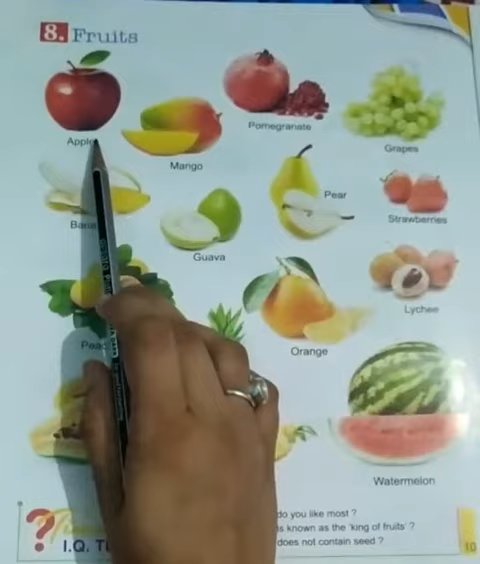 8. Fruits
Apple
Mango
Pomegranate
Grapes
Pear
Strawberries
Guava
Lychee
Orange
Watermelon
?
I.Q.
do you like most ?
is known as the 'king of fruits' ?
does not contain seed ?
10